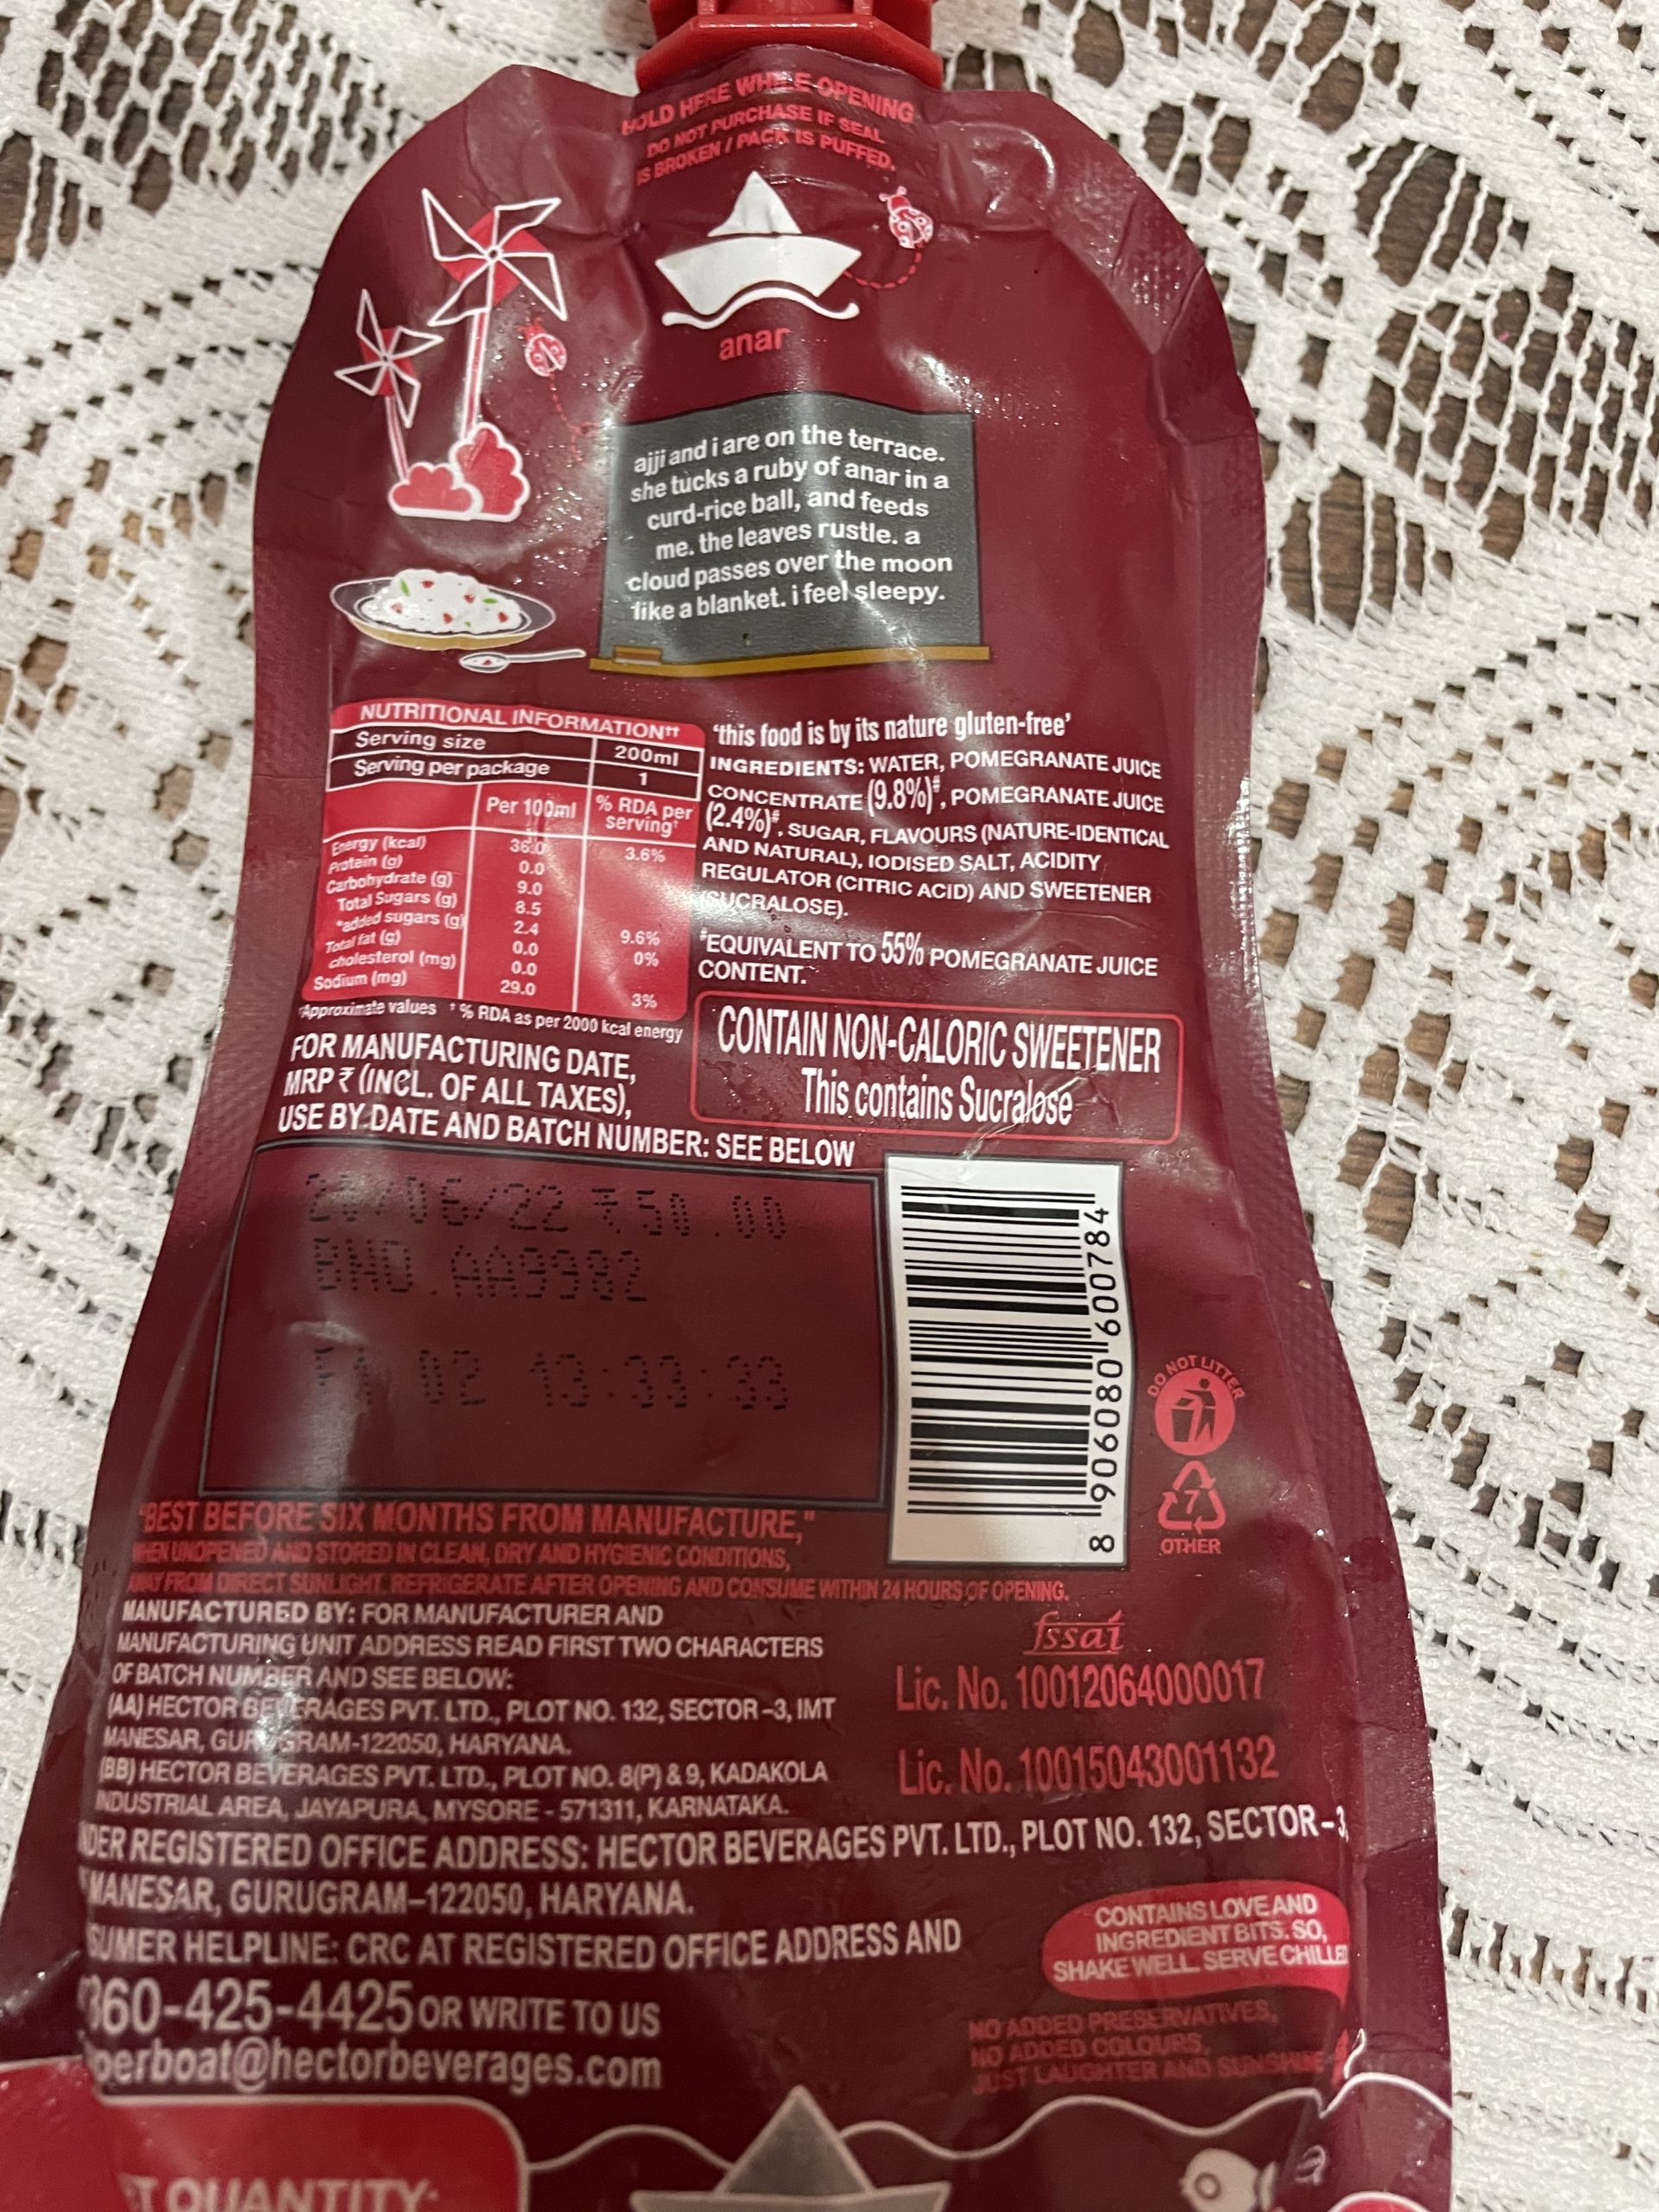 HOLD HERE WHILE OPENING
DO NOT PURCHASE IF SEAL
IS BROKEN / PACK IS PUFFED.
anar
ajji and i are on the terrace.
she tucks a ruby of anar in a
curd-rice ball, and feeds
me. the leaves rustle. a
cloud passes over the moon
like a blanket. i feel sleepy.
NUTRITIONAL INFORMATION††
Serving size 200ml
Serving per package 1
Per 100ml % RDA per serving†
Energy (kcal) 36.0 3.6%
Protein (g) 0.0
Carbohydrate (g) 9.0
Total Sugars (g) 8.5
*added sugars (g) 2.4 9.6%
Total fat (g) 0.0 0%
cholesterol (mg) 0.0
Sodium (mg) 29.0 3%
Approximate values † % RDA as per 2000 kcal energy
'this food is by its nature gluten-free'
INGREDIENTS: WATER, POMEGRANATE JUICE
CONCENTRATE (9.8%)#, POMEGRANATE JUICE
(2.4%)#, SUGAR, FLAVOURS (NATURE-IDENTICAL
AND NATURAL), IODISED SALT, ACIDITY
REGULATOR (CITRIC ACID) AND SWEETENER
(SUCRALOSE).
#EQUIVALENT TO 55% POMEGRANATE JUICE
CONTENT.
CONTAIN NON-CALORIC SWEETENER
This contains Sucralose
FOR MANUFACTURING DATE,
MRP ₹ (INCL. OF ALL TAXES),
USE BY DATE AND BATCH NUMBER: SEE BELOW
/06/22 ₹50.00
BNO.AA9982
02 13:33:33
8 906080 600784
DO NOT LITTER
7
OTHER
"BEST BEFORE SIX MONTHS FROM MANUFACTURE,"
WHEN UNOPENED AND STORED IN CLEAN, DRY AND HYGIENIC CONDITIONS,
AWAY FROM DIRECT SUNLIGHT. REFRIGERATE AFTER OPENING AND CONSUME WITHIN 24 HOURS OF OPENING.
MANUFACTURED BY: FOR MANUFACTURER AND
MANUFACTURING UNIT ADDRESS READ FIRST TWO CHARACTERS
OF BATCH NUMBER AND SEE BELOW:
(AA) HECTOR BEVERAGES PVT. LTD., PLOT NO. 132, SECTOR-3, IMT
MANESAR, GURUGRAM-122050, HARYANA.
(BB) HECTOR BEVERAGES PVT. LTD., PLOT NO. 8(P) & 9, KADAKOLA
INDUSTRIAL AREA, JAYAPURA, MYSORE - 571311, KARNATAKA.
fssai
Lic. No. 10012064000017
Lic. No. 10015043001132
DER REGISTERED OFFICE ADDRESS: HECTOR BEVERAGES PVT. LTD., PLOT NO. 132, SECTOR-3,
MANESAR, GURUGRAM-122050, HARYANA.
SUMER HELPLINE: CRC AT REGISTERED OFFICE ADDRESS AND
360-425-4425 OR WRITE TO US
perboat@hectorbeverages.com
CONTAINS LOVE AND
INGREDIENT BITS. SO,
SHAKE WELL. SERVE CHILLED
NO ADDED PRESERVATIVES,
NO ADDED COLOURS,
JUST LAUGHTER AND SUNSHINE
T QUANTITY: